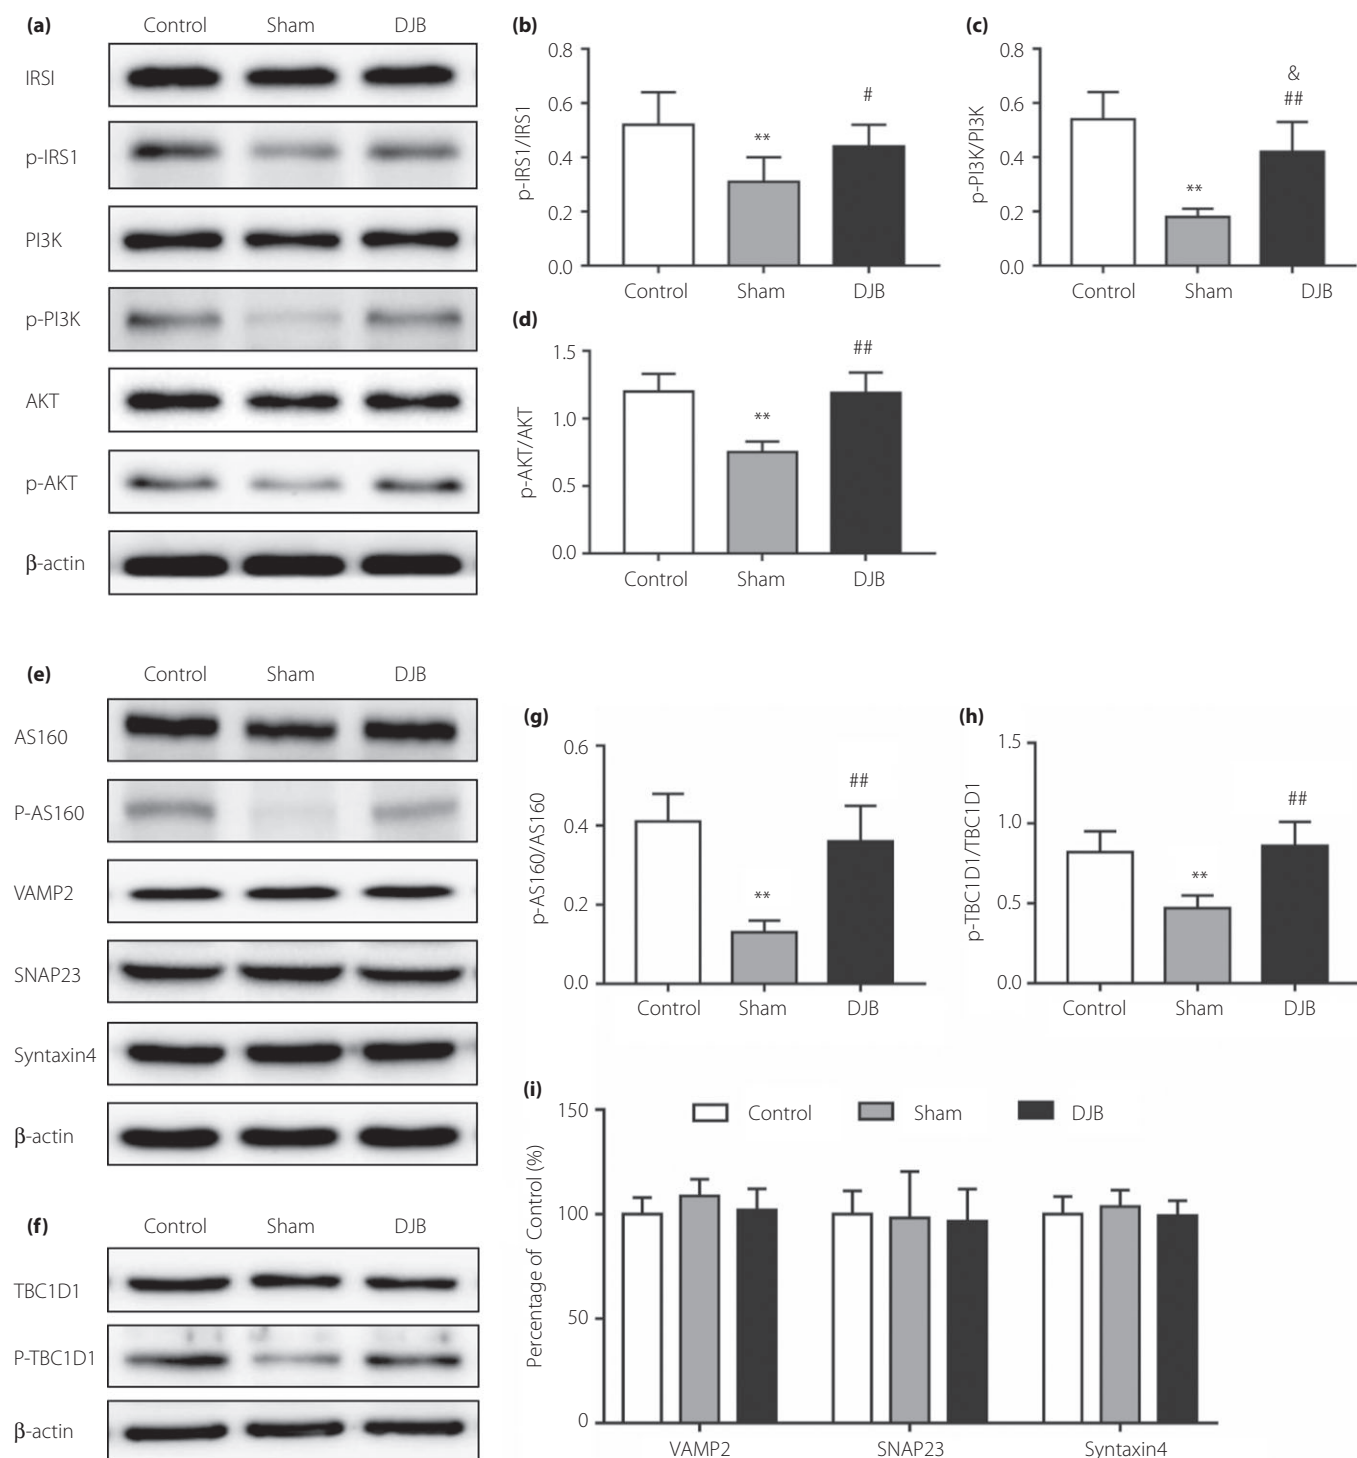 (a) Control Sham DJB
IRSI
p-IRS1
PI3K
p-PI3K
AKT
p-AKT
β-actin
(b)
0.8
0.6
0.4
0.2
0.0
p-IRS1/IRS1
**
#
Control Sham DJB
(c)
0.8
0.6
0.4
0.2
0.0
p-PI3K/PI3K
**
&
##
Control Sham DJB
(d)
1.5
1.0
0.5
0.0
p-AKT/AKT
**
##
Control Sham DJB
(e) Control Sham DJB
AS160
P-AS160
VAMP2
SNAP23
Syntaxin4
β-actin
(f) Control Sham DJB
TBC1D1
P-TBC1D1
β-actin
(g)
0.6
0.4
0.2
0.0
p-AS160/AS160
**
##
Control Sham DJB
(h)
1.5
1.0
0.5
0.0
p-TBC1D1/TBC1D1
**
##
Control Sham DJB
(i)
150
100
50
0
Percentage of Control (%)
Control Sham DJB
VAMP2 SNAP23 Syntaxin4